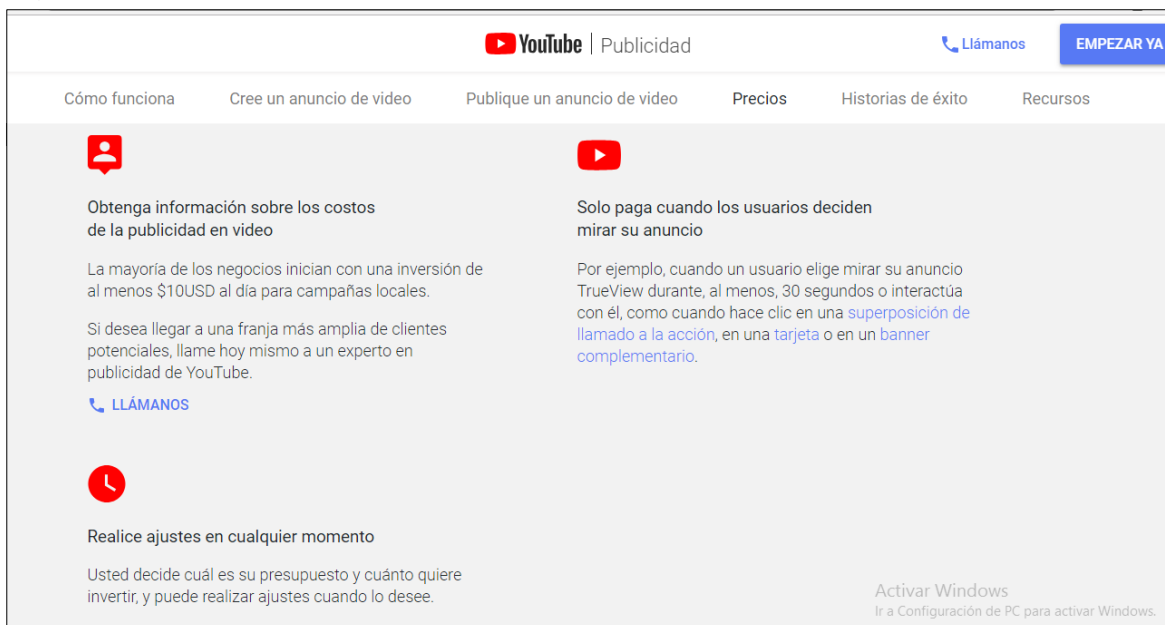 YouTube | Publicidad
Llámanos
EMPEZAR YA
Cómo funciona
Cree un anuncio de video
Publique un anuncio de video
Precios
Historias de éxito
Recursos
Obtenga información sobre los costos
de la publicidad en video
La mayoría de los negocios inician con una inversión de
al menos $10USD al día para campañas locales.
Si desea llegar a una franja más amplia de clientes
potenciales, llame hoy mismo a un experto en
publicidad de YouTube.
LLÁMANOS
Solo paga cuando los usuarios deciden
mirar su anuncio
Por ejemplo, cuando un usuario elige mirar su anuncio
TrueView durante, al menos, 30 segundos o interactúa
con él, como cuando hace clic en una superposición de
llamado a la acción, en una tarjeta o en un banner
complementario.
Realice ajustes en cualquier momento
Usted decide cuál es su presupuesto y cuánto quiere
invertir, y puede realizar ajustes cuando lo desee.
Activar Windows
Ir a Configuración de PC para activar Windows.